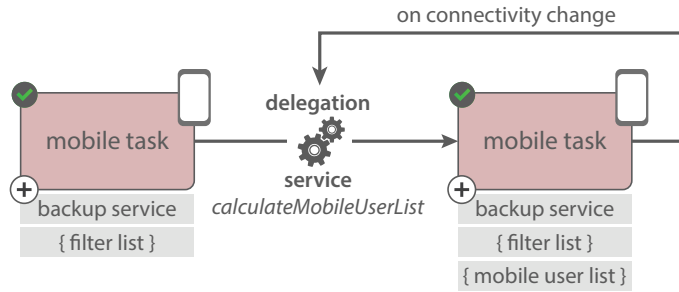 on connectivity change
delegation
mobile task
mobile task
service
calculateMobileUserList
backup service
{ filter list }
backup service
{ filter list }
{ mobile user list }